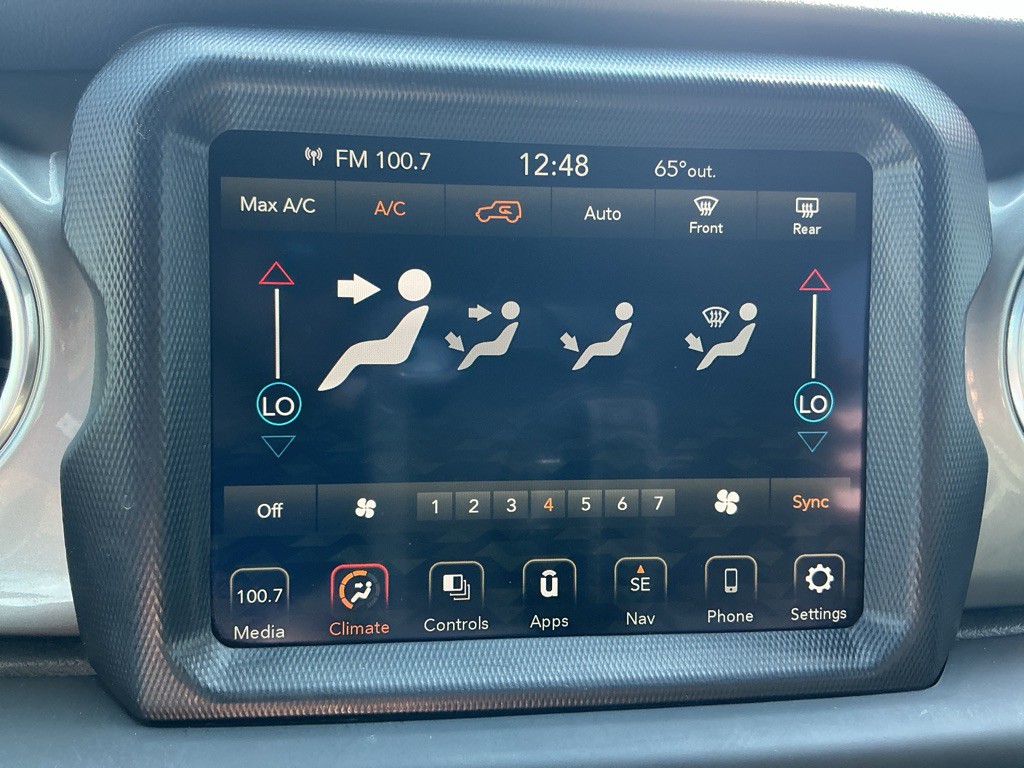 FM 100.7 12:48 65° out.
Max A/C A/C Auto Front Rear
LO LO
Off 1 2 3 4 5 6 7 Sync
100.7 SE
Media Climate Controls Apps Nav Phone Settings